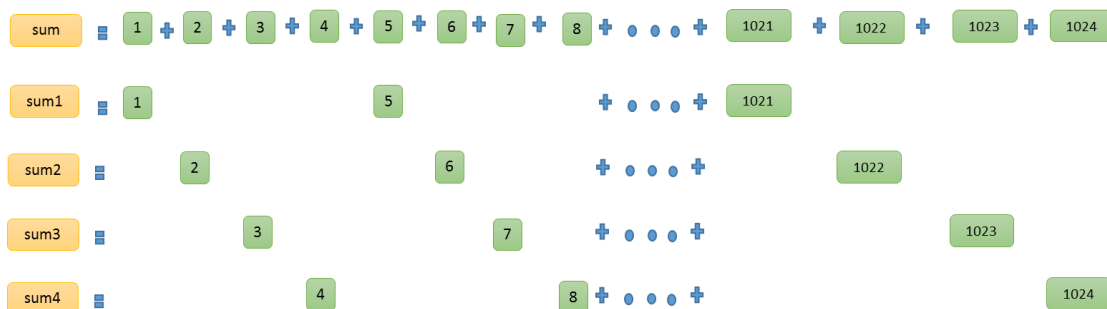 sum = 1 + 2 + 3 + 4 + 5 + 6 + 7 + 8 + ... + 1021 + 1022 + 1023 + 1024
sum1 = 1 5 + ... + 1021
sum2 = 2 6 + ... + 1022
sum3 = 3 7 + ... + 1023
sum4 = 4 8 + ... + 1024